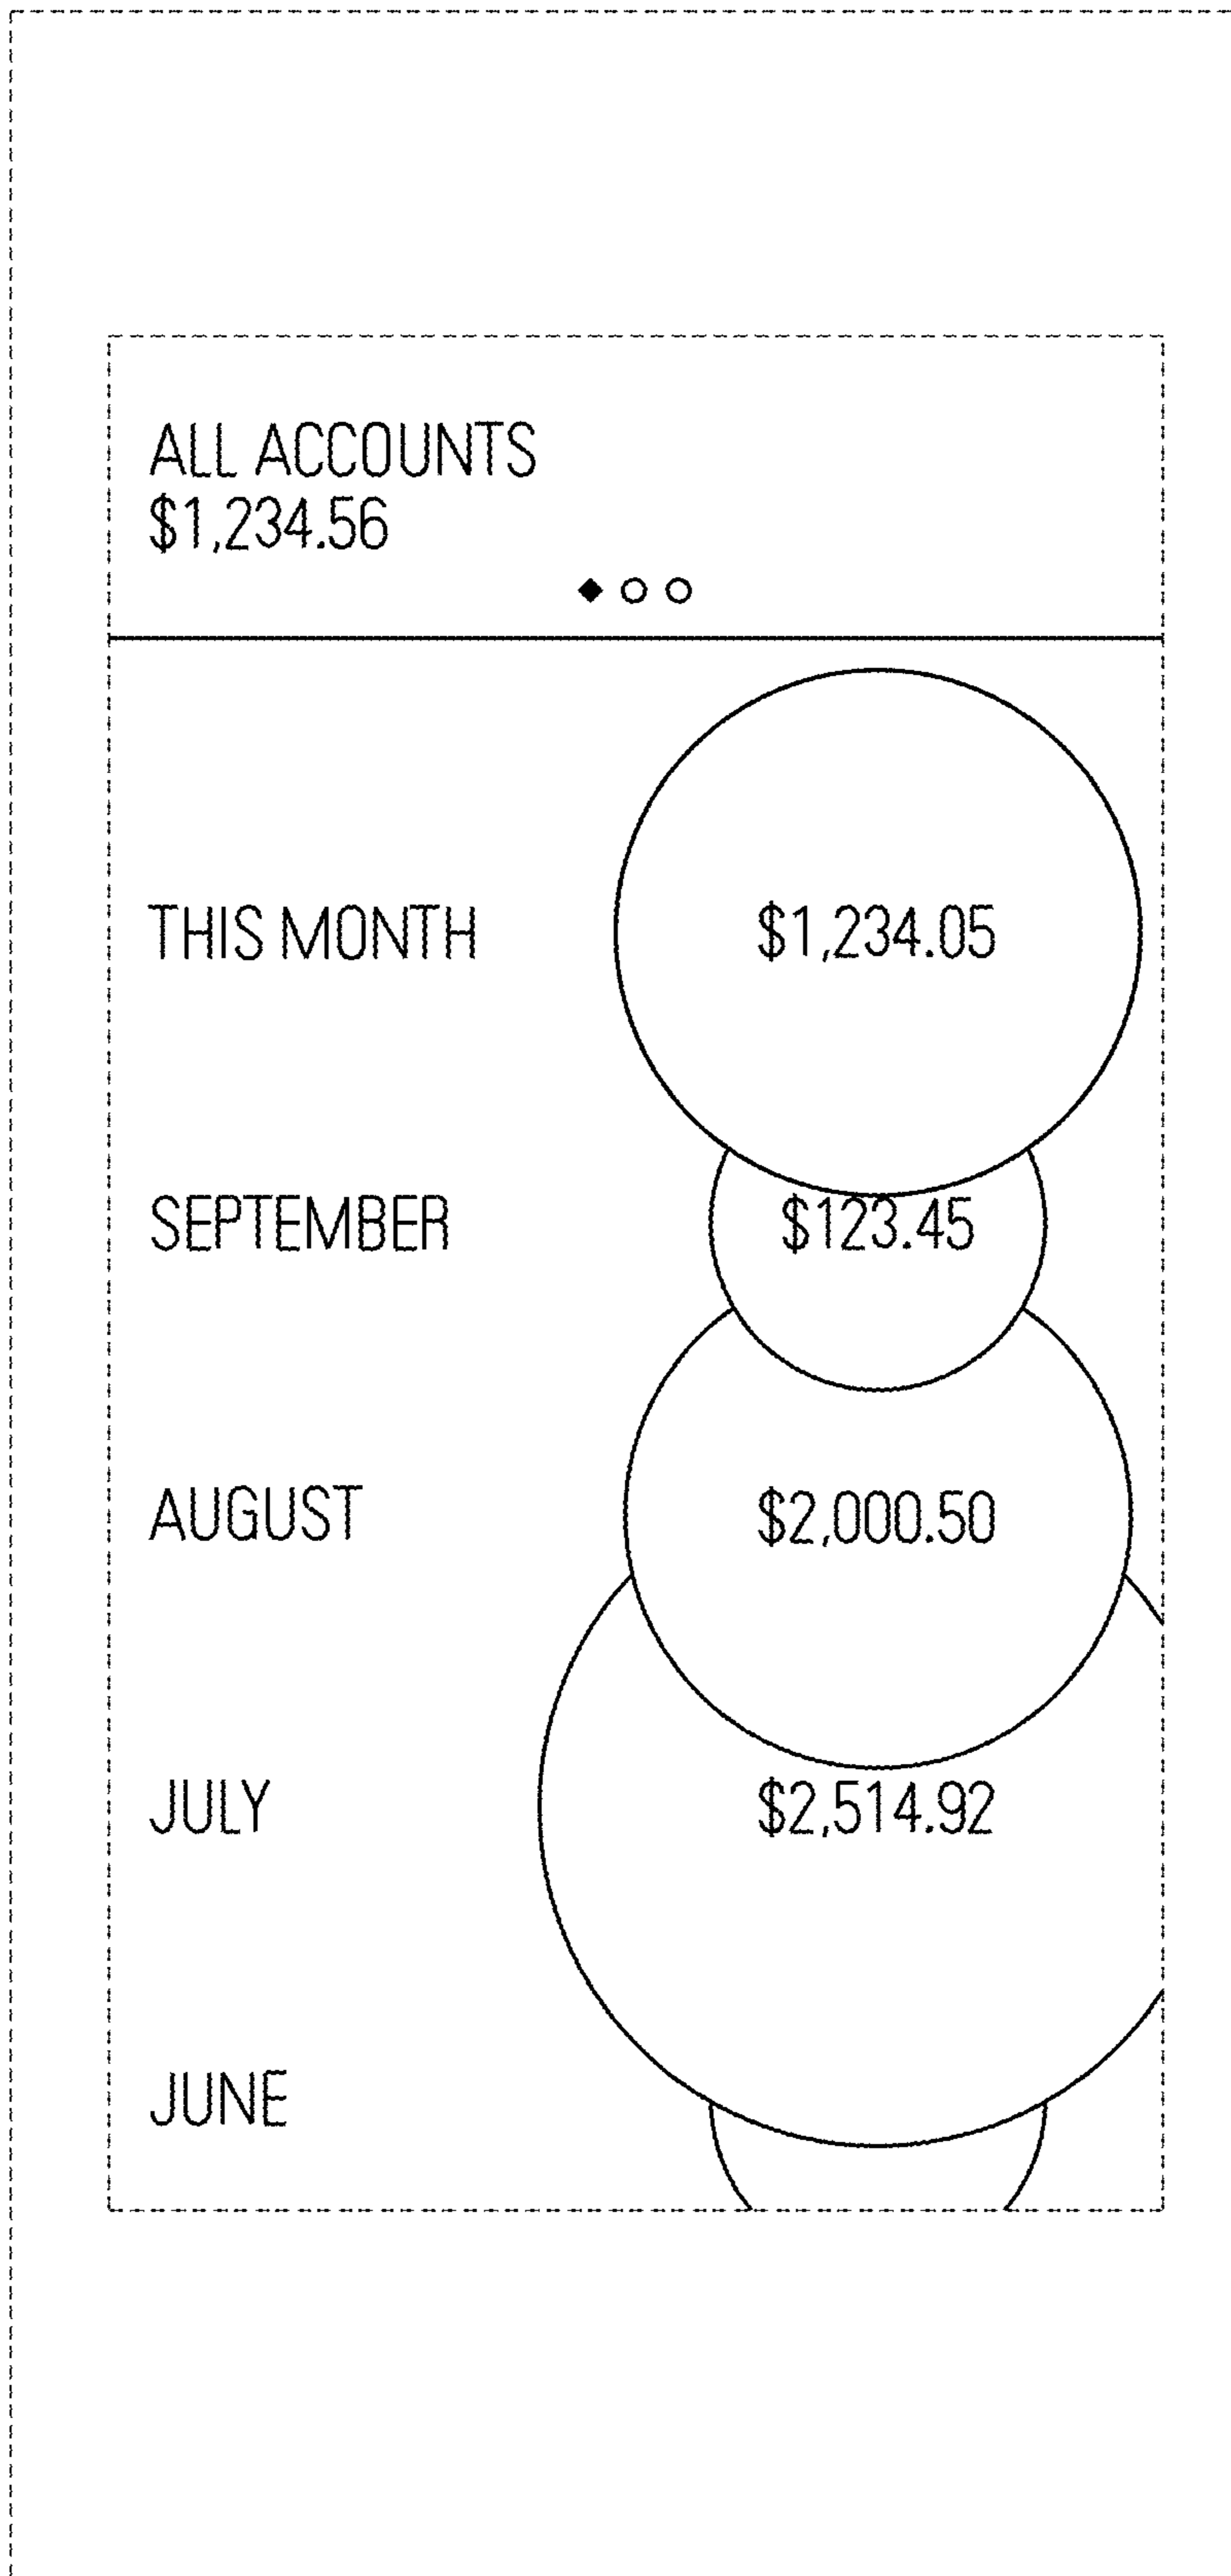 ALL ACCOUNTS
$1,234.56
THIS MONTH $1,234.05
SEPTEMBER $123.45
AUGUST $2,000.50
JULY $2,514.92
JUNE